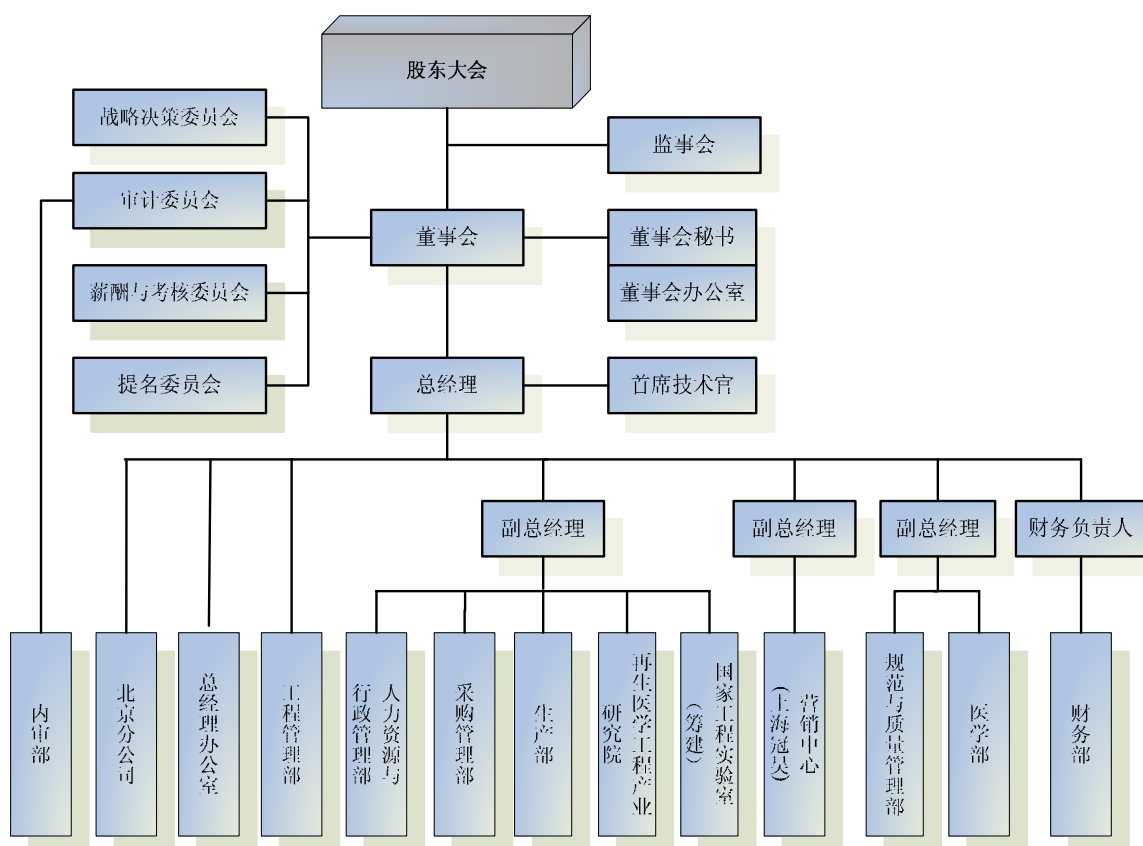 股东大会
战略决策委员会
监事会
审计委员会
董事会
董事会秘书
董事会办公室
薪酬与考核委员会
提名委员会
总经理
首席技术官
副总经理
副总经理
副总经理
财务负责人
内审部
北京分公司
总经理办公室
工程管理部
人力资源与
行政管理部
采购管理部
生产部
再生医学工程产业
研究院
国家工程实验室
（筹建）
营销中心
（上海冠昊）
规范与质量管理部
医学部
财务部